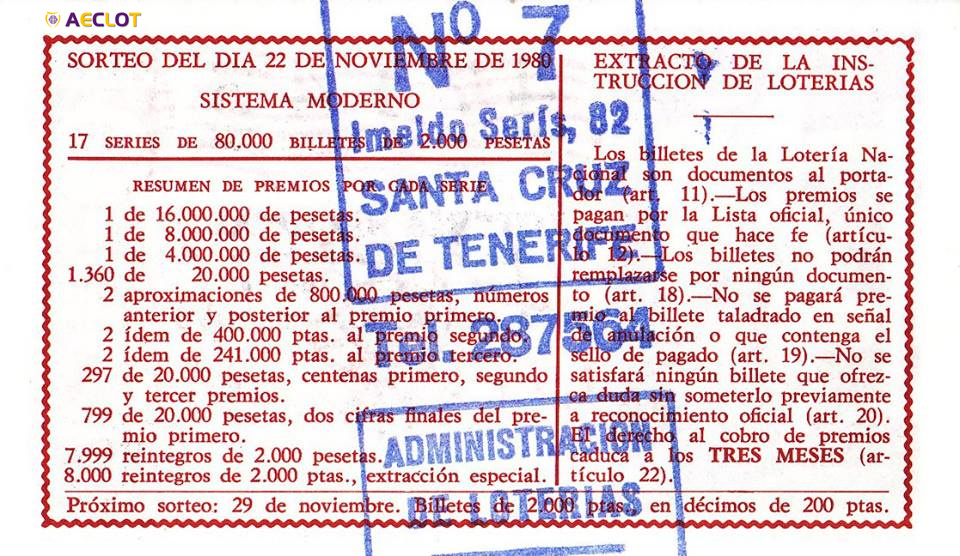 AECLOT
SORTEO DEL DIA 22 DE NOVIEMBRE DE 1980
SISTEMA MODERNO
17 SERIES DE 80.000 BILLETES DE 2.000 PESETAS
RESUMEN DE PREMIOS POR CADA SERIE
1 de 16.000.000 de pesetas.
1 de 8.000.000 de pesetas.
1 de 4.000.000 de pesetas.
1.360 de 20.000 pesetas.
2 aproximaciones de 800.000 pesetas, números
anterior y posterior al premio primero.
2 ídem de 400.000 ptas. al premio segundo.
2 ídem de 241.000 ptas. al premio tercero.
297 de 20.000 pesetas, centenas primero, segundo
y tercer premios.
799 de 20.000 pesetas, dos cifras finales del pre-
mio primero.
7.999 reintegros de 2.000 pesetas.
8.000 reintegros de 2.000 ptas., extracción especial.
EXTRACTO DE LA INS-
TRUCCION DE LOTERIAS
Los billetes de la Lotería Na-
cional son documentos al porta-
dor (art. 11).—Los premios se
pagan por la Lista oficial, único
documento que hace fe (artícu-
lo 12).—Los billetes no podrán
remplazarse por ningún documen-
to (art. 18).—No se pagará pre-
mio al billete taladrado en señal
de anulación o que contenga el
sello de pagado (art. 19).—No se
satisfará ningún billete que ofrez-
ca duda sin someterlo previamente
a reconocimiento oficial (art. 20).
El derecho al cobro de premios
caduca a los TRES MESES (ar-
tículo 22).
Próximo sorteo: 29 de noviembre. Billetes de 2.000 ptas., en décimos de 200 ptas.
Nº 7
Imeldo Serís, 82
SANTA CRUZ
DE TENERIFE
Tel. 287564
ADMINISTRACION
DE LOTERIAS